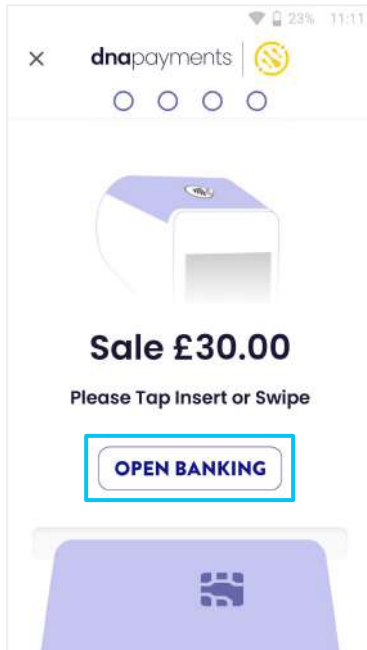 23% 11:11
dnapayments
Sale £30.00
Please Tap Insert or Swipe
OPEN BANKING